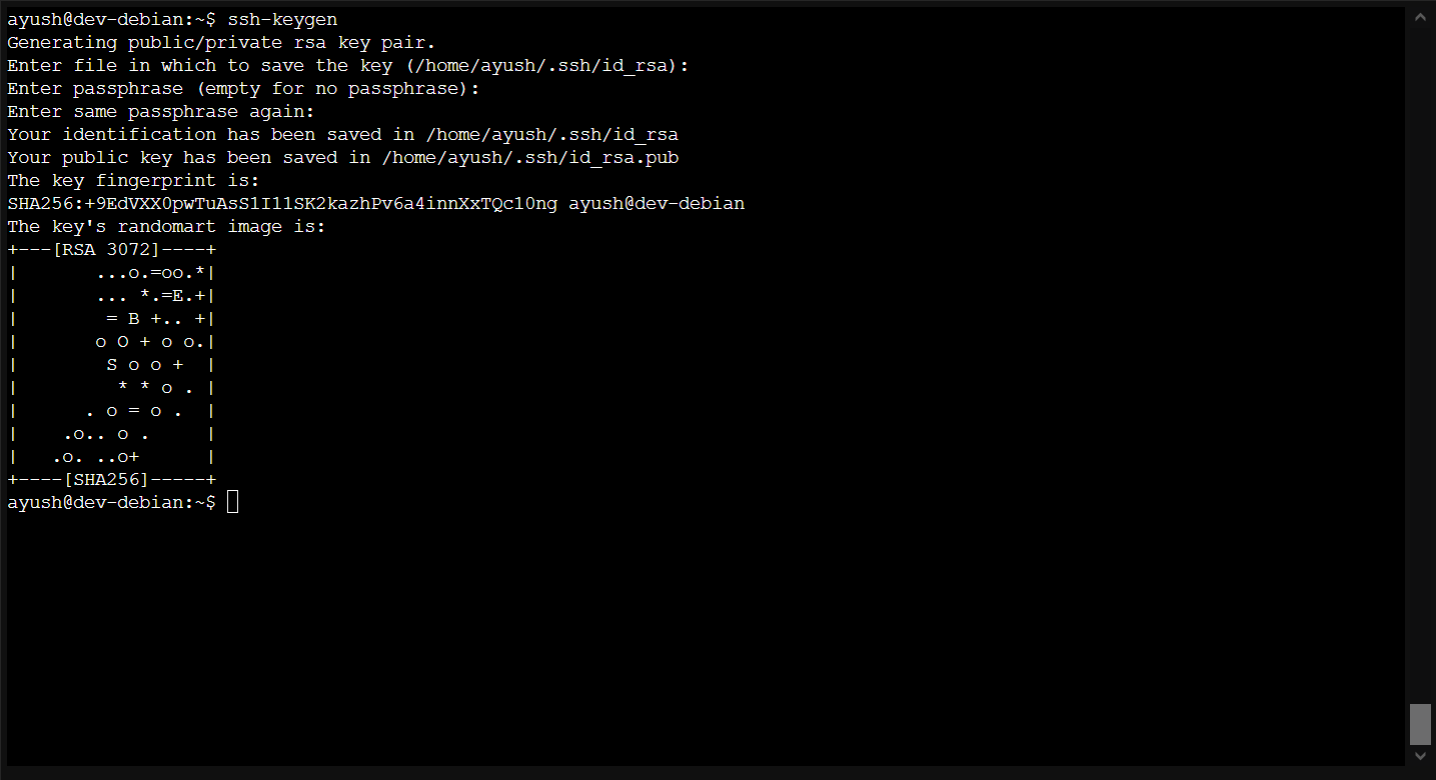 ayush@dev-debian:~$ ssh-keygen
Generating public/private rsa key pair.
Enter file in which to save the key (/home/ayush/.ssh/id_rsa):
Enter passphrase (empty for no passphrase):
Enter same passphrase again:
Your identification has been saved in /home/ayush/.ssh/id_rsa
Your public key has been saved in /home/ayush/.ssh/id_rsa.pub
The key fingerprint is:
SHA256:+9EdVXX0pwTuAsS1I11SK2kazhPv6a4innXxTQc10ng ayush@dev-debian
The key's randomart image is:
+---[RSA 3072]----+
|       ...o.=oo.*|
|       ... *.=E.+|
|        = B +.. +|
|       o O + o o.|
|        S o o +  |
|         * * o . |
|      . o = o .  |
|    .o.. o .     |
|   .o. ..o+      |
+----[SHA256]-----+
ayush@dev-debian:~$